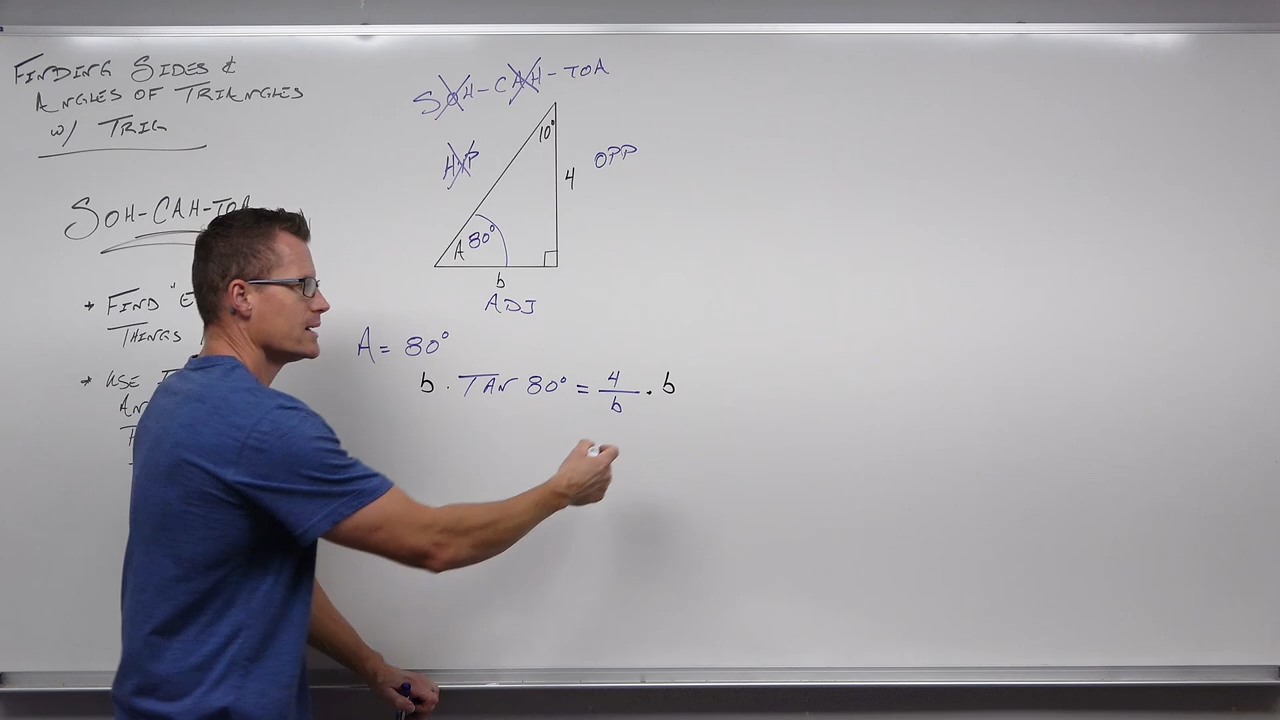 FINDING SIDES &
ANGLES OF TRIANGLES
W/ TRIG
SOH-CAH-TOA
* FIND
THINGS
* USE
SOH-CAH-TOA
10°
HYP
4 OPP
A 80°
b
ADJ
A = 80°
b · TAN 80° = 4/b · b